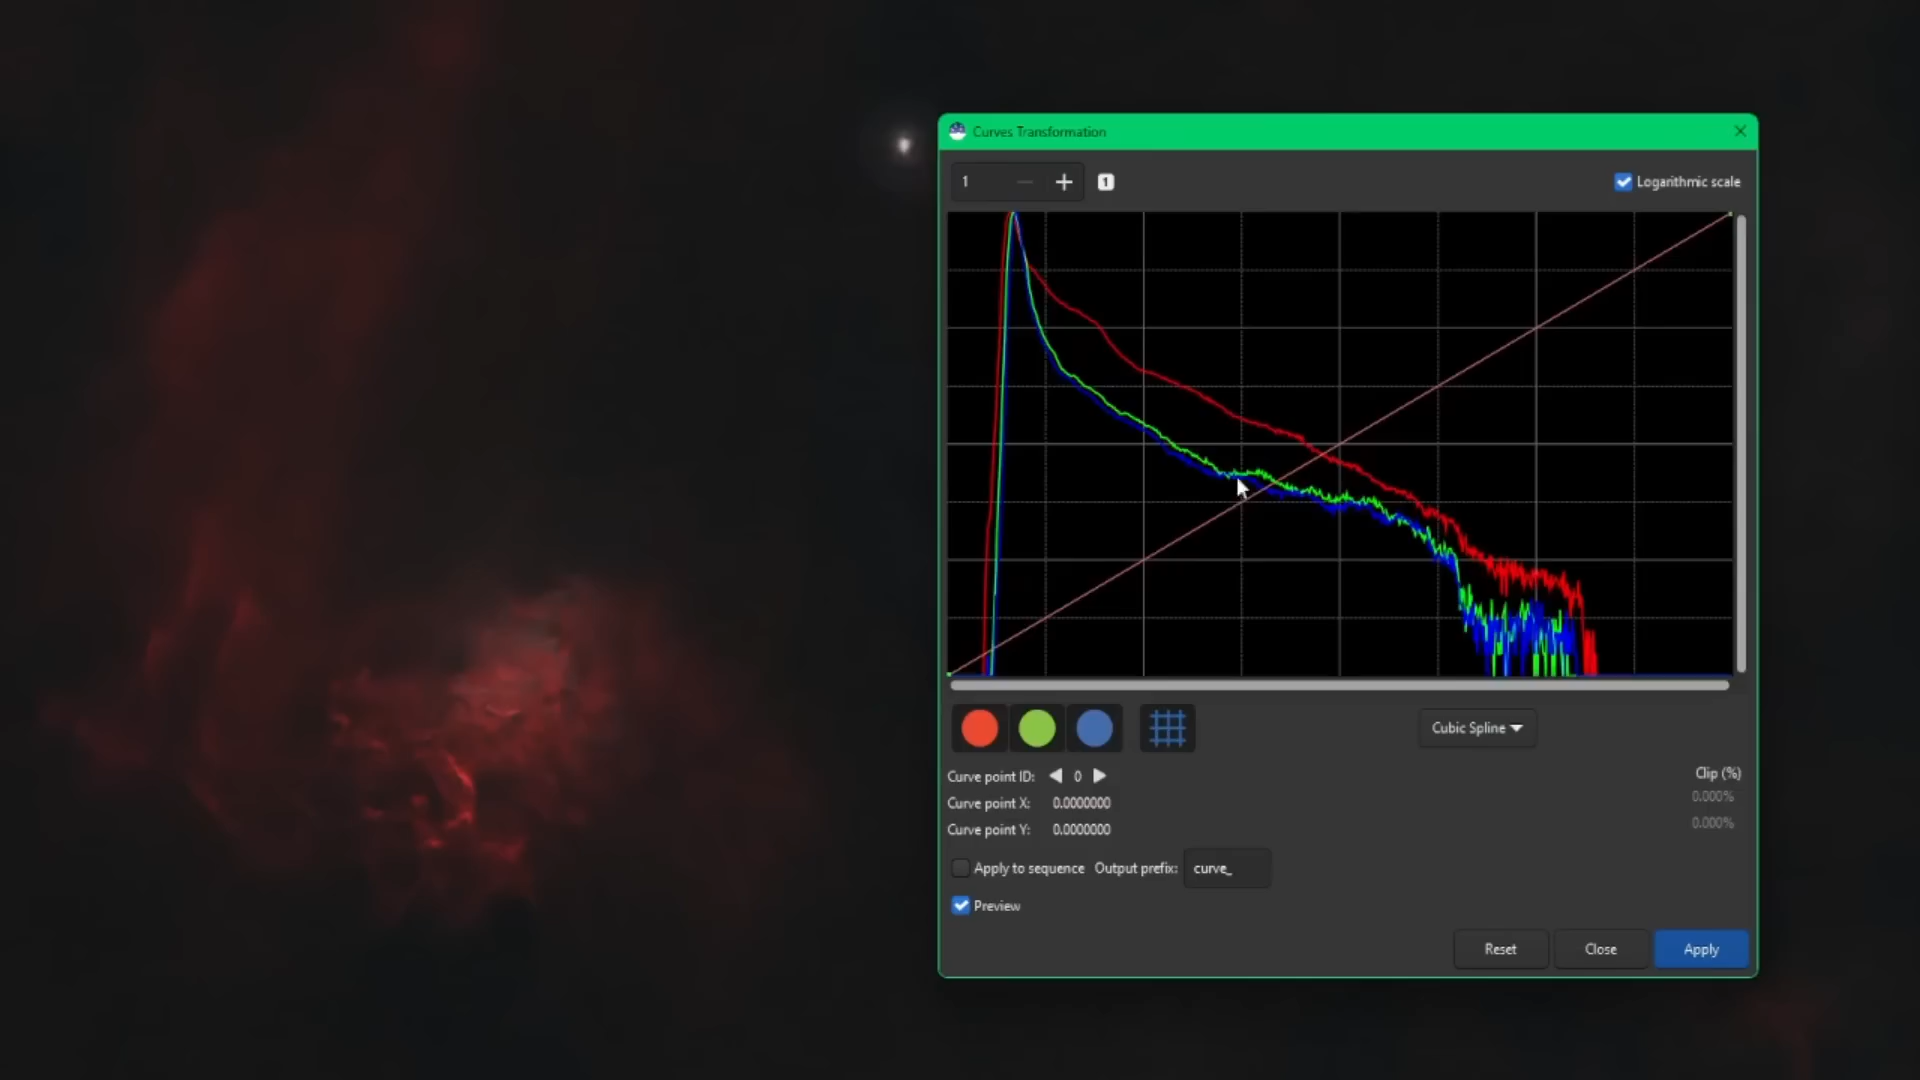 Curves Transformation
1
1
Logarithmic scale
Cubic Spline
Curve point ID: 0
Clip (%)
Curve point X: 0.0000000
0.000%
Curve point Y: 0.0000000
0.000%
Apply to sequence Output prefix: curve_
Preview
Reset Close Apply